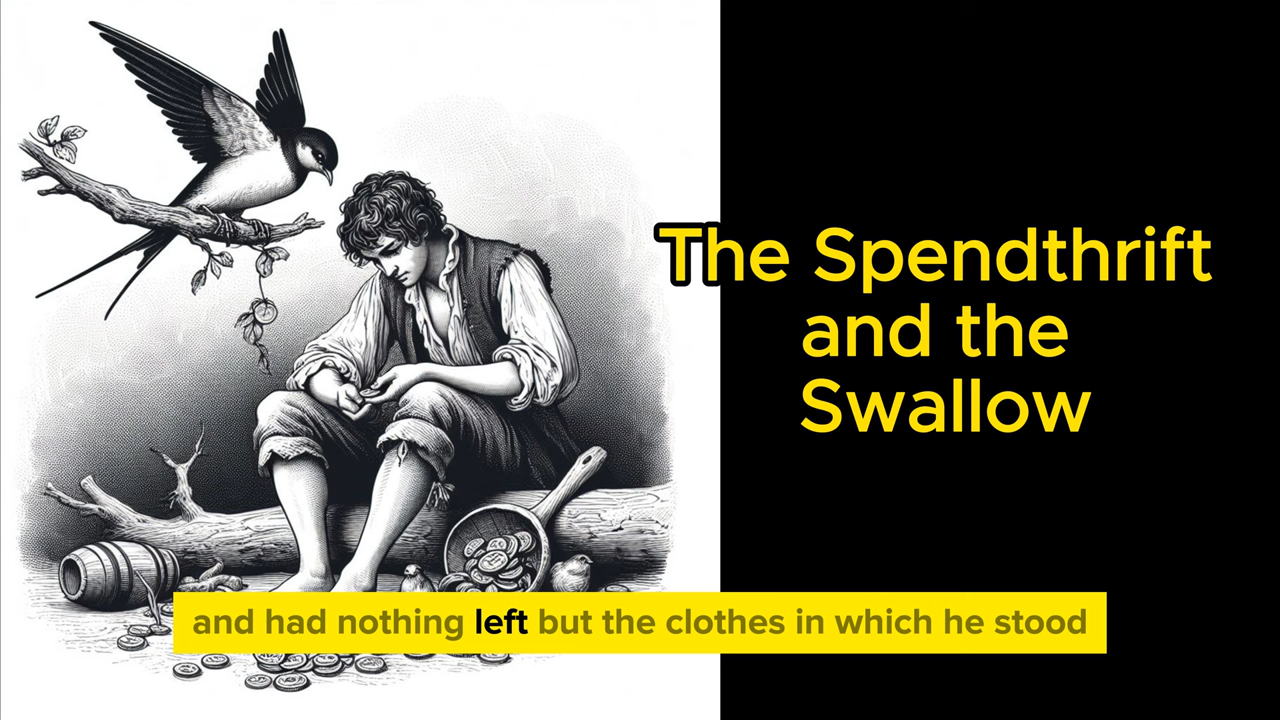 The Spendthrift
and the
Swallow
and had nothing left but the clothes in which he stood